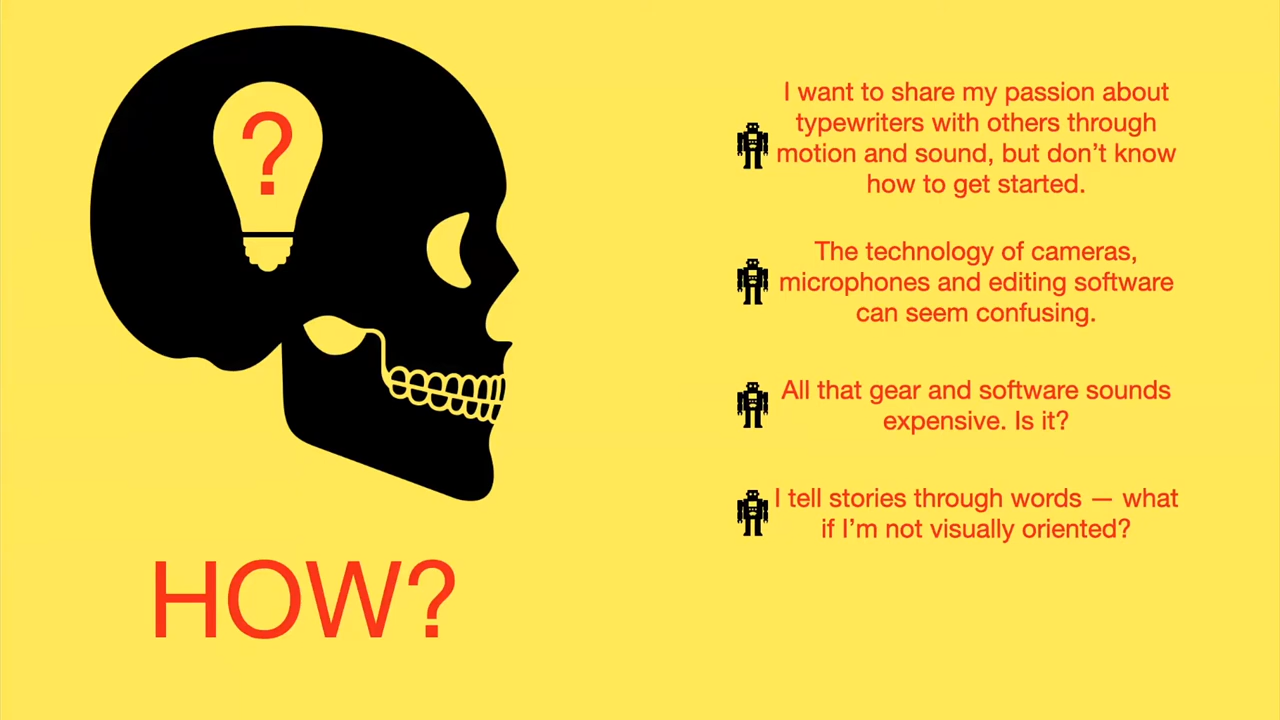 ?
HOW?
I want to share my passion about
typewriters with others through
motion and sound, but don’t know
how to get started.
The technology of cameras,
microphones and editing software
can seem confusing.
All that gear and software sounds
expensive. Is it?
I tell stories through words — what
if I’m not visually oriented?